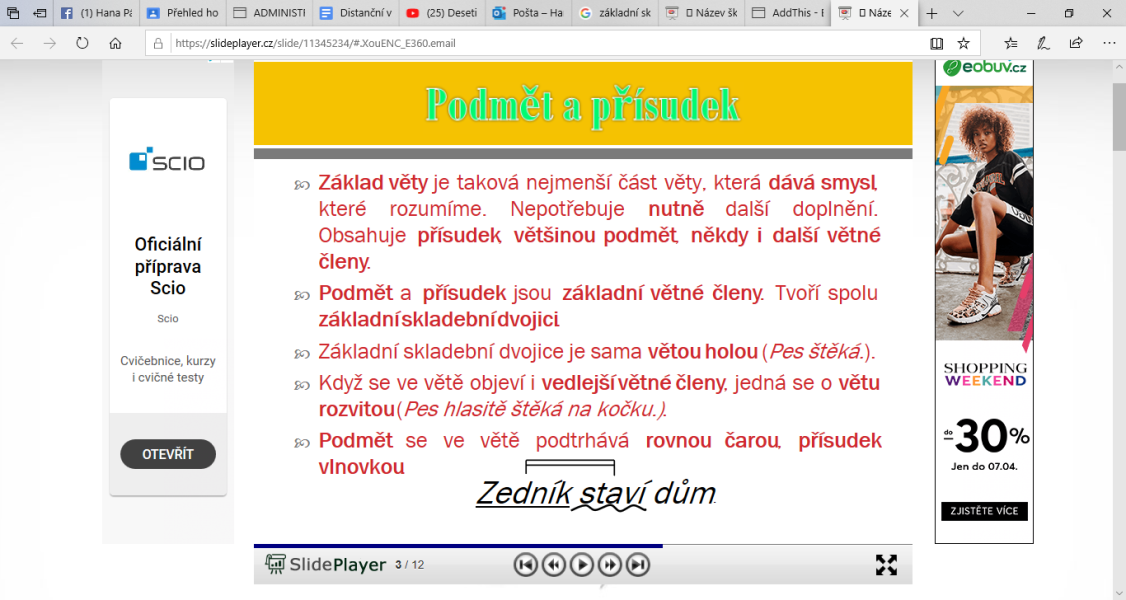 (1) Hana Pá
Přehled ho
ADMINISTI
Distanční v
(25) Deseti
Pošta – Ha
základní sk
Název šk
AddThis - E
Náze
https://slideplayer.cz/slide/11345234/#.XouENC_E360.email
SCIO
Oficiální
příprava
Scio
Scio
Cvičebnice, kurzy
i cvičné testy
OTEVŘÍT
Podmět a přísudek
Základ věty je taková nejmenší část věty, která dává smysl,
které rozumíme. Nepotřebuje nutně další doplnění.
Obsahuje přísudek, většinou podmět, někdy i další větné
členy.
Podmět a přísudek jsou základní větné členy. Tvoří spolu
základní skladební dvojici.
Základní skladební dvojice je sama větou holou (Pes štěká.).
Když se ve větě objeví i vedlejší větné členy, jedná se o větu
rozvitou (Pes hlasitě štěká na kočku.).
Podmět se ve větě podtrhává rovnou čarou, přísudek
vlnovkou.
Zedník staví dům.
SlidePlayer 3 / 12
eobuv.cz
SHOPPING
WEEKEND
do
-30%
Jen do 07.04.
ZJISTĚTE VÍCE